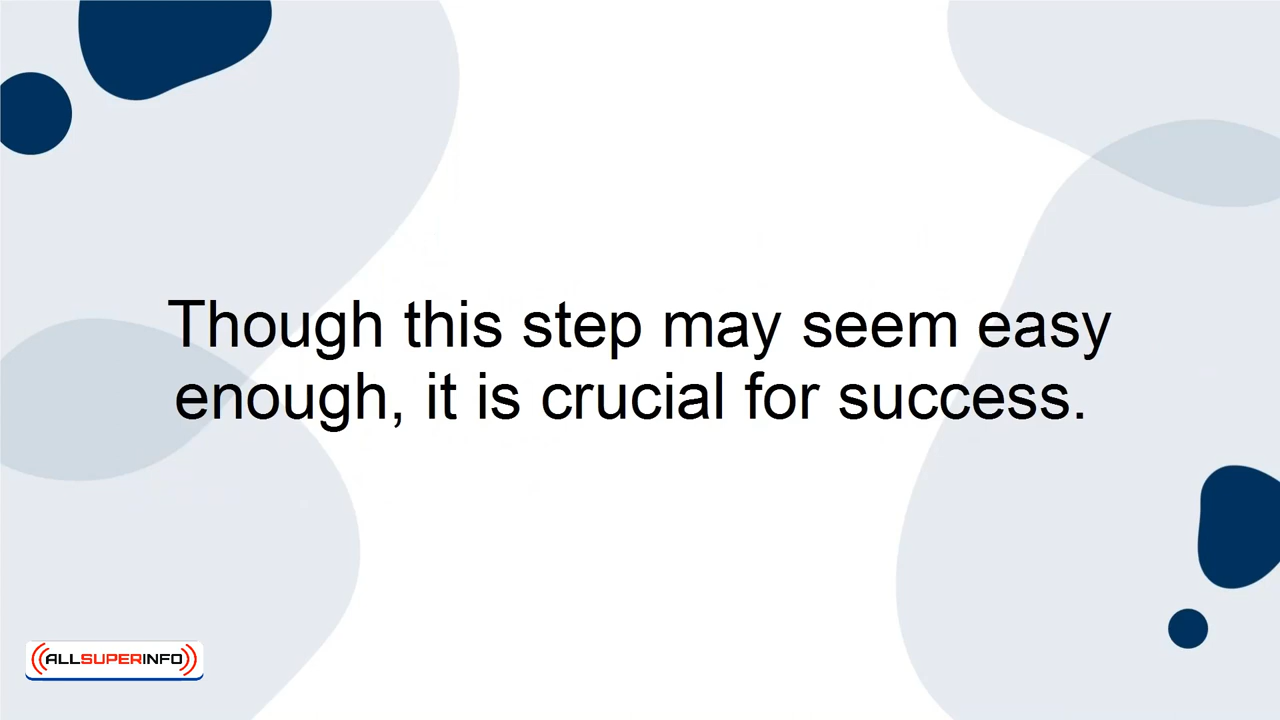 Though this step may seem easy
enough, it is crucial for success.
ALLSUPERINFO